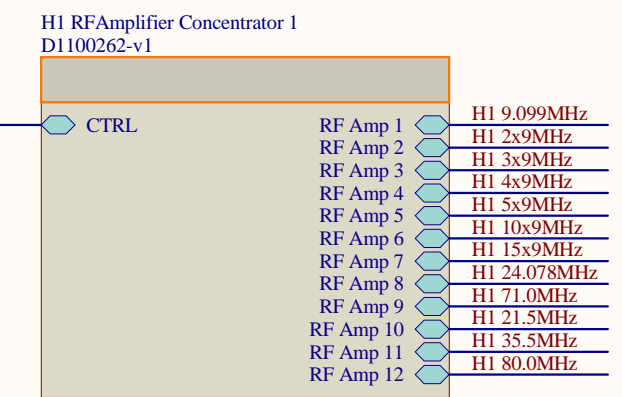 H1 RFAmplifier Concentrator 1
D1100262-v1
CTRL
RF Amp 1 H1 9.099MHz
RF Amp 2 H1 2x9MHz
RF Amp 3 H1 3x9MHz
RF Amp 4 H1 4x9MHz
RF Amp 5 H1 5x9MHz
RF Amp 6 H1 10x9MHz
RF Amp 7 H1 15x9MHz
RF Amp 8 H1 24.078MHz
RF Amp 9 H1 71.0MHz
RF Amp 10 H1 21.5MHz
RF Amp 11 H1 35.5MHz
RF Amp 12 H1 80.0MHz